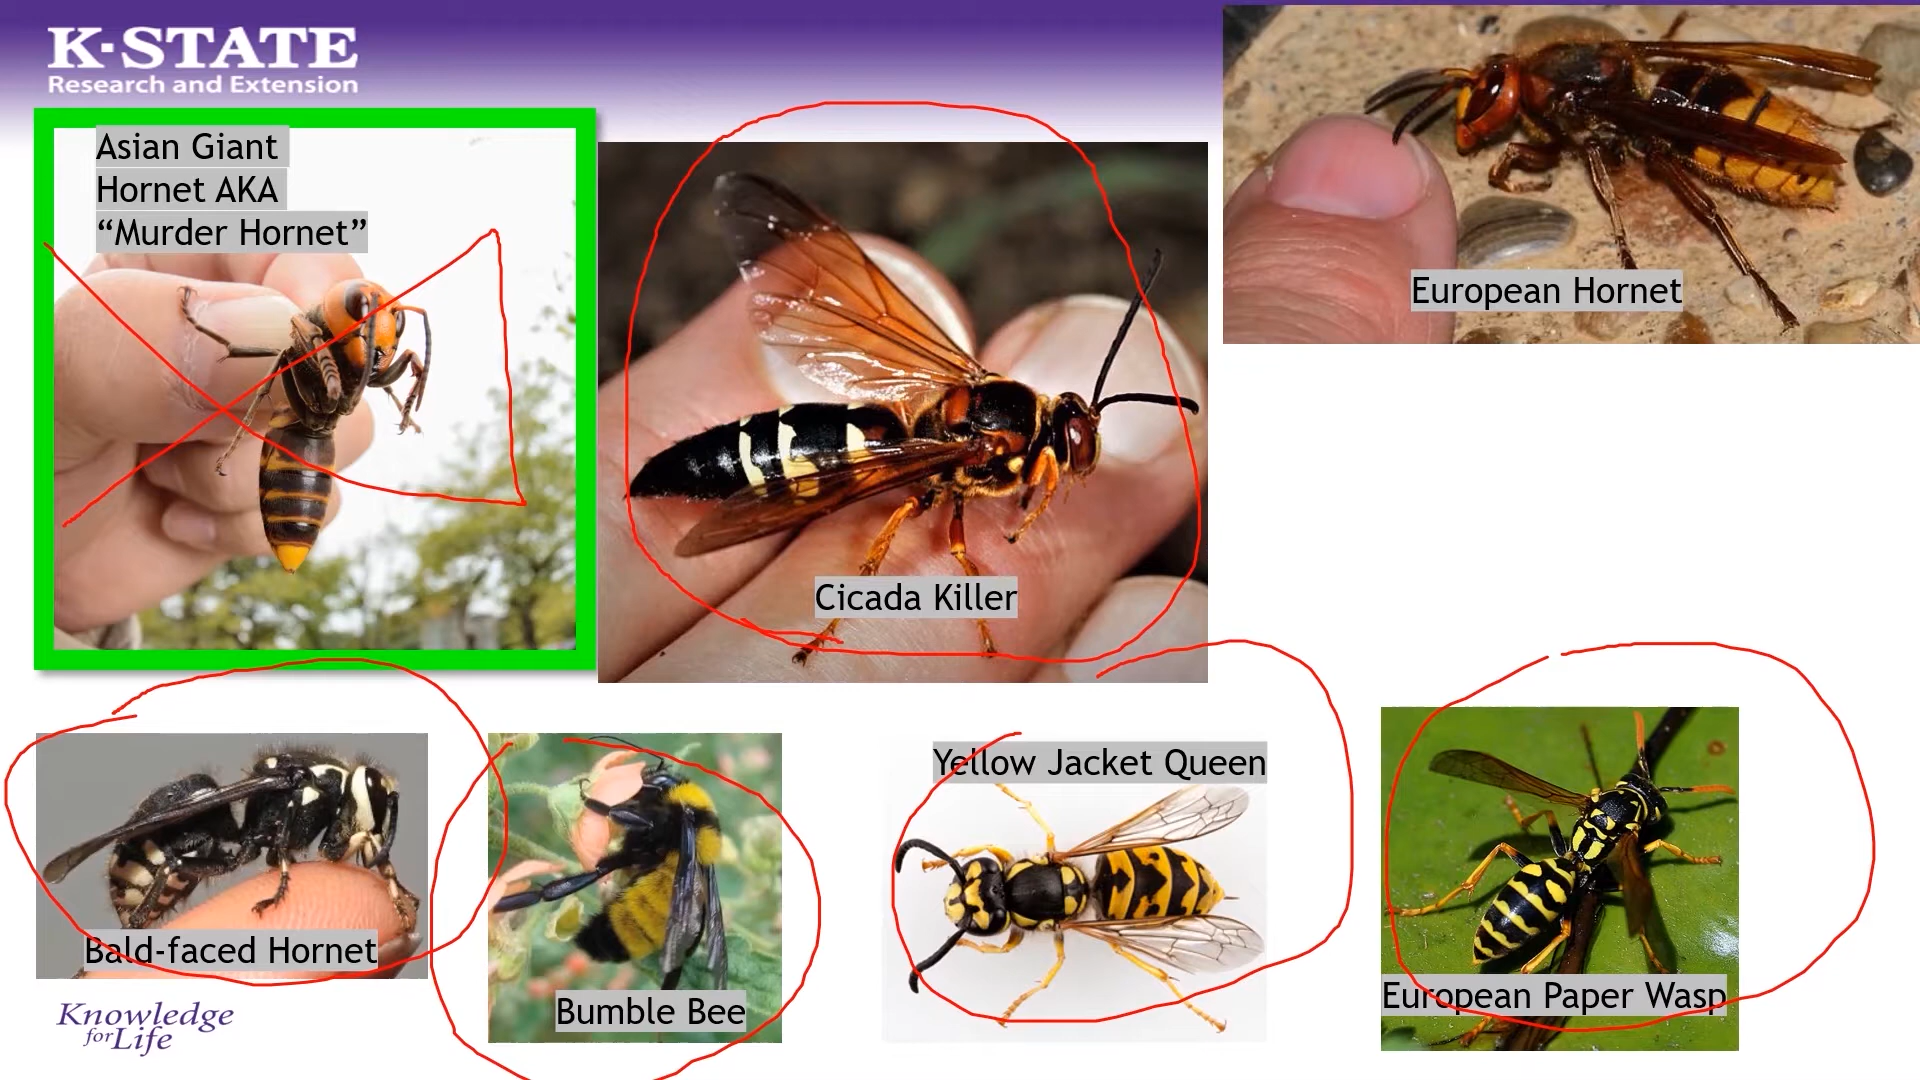 K-STATE
Research and Extension
Asian Giant
Hornet AKA
“Murder Hornet”
European Hornet
Cicada Killer
Yellow Jacket Queen
Bald-faced Hornet
Bumble Bee
European Paper Wasp
Knowledge
for Life